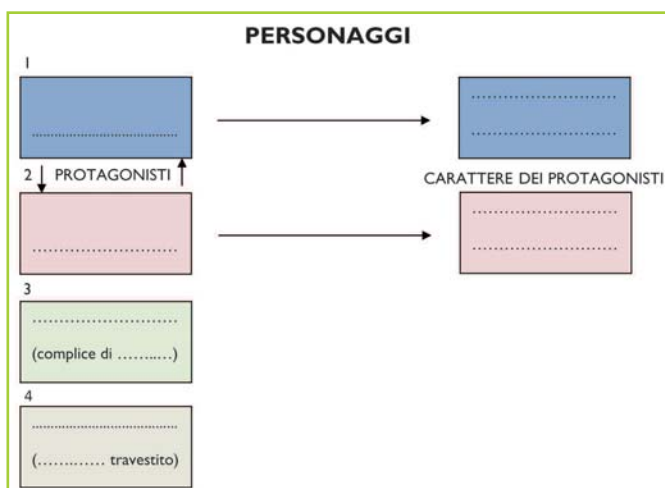 PERSONAGGI
1
........................................
........................................
........................................
2 PROTAGONISTI
CARATTERE DEI PROTAGONISTI
........................................
........................................
........................................
3
........................................
(complice di ...........)
4
........................................
(............ travestito)